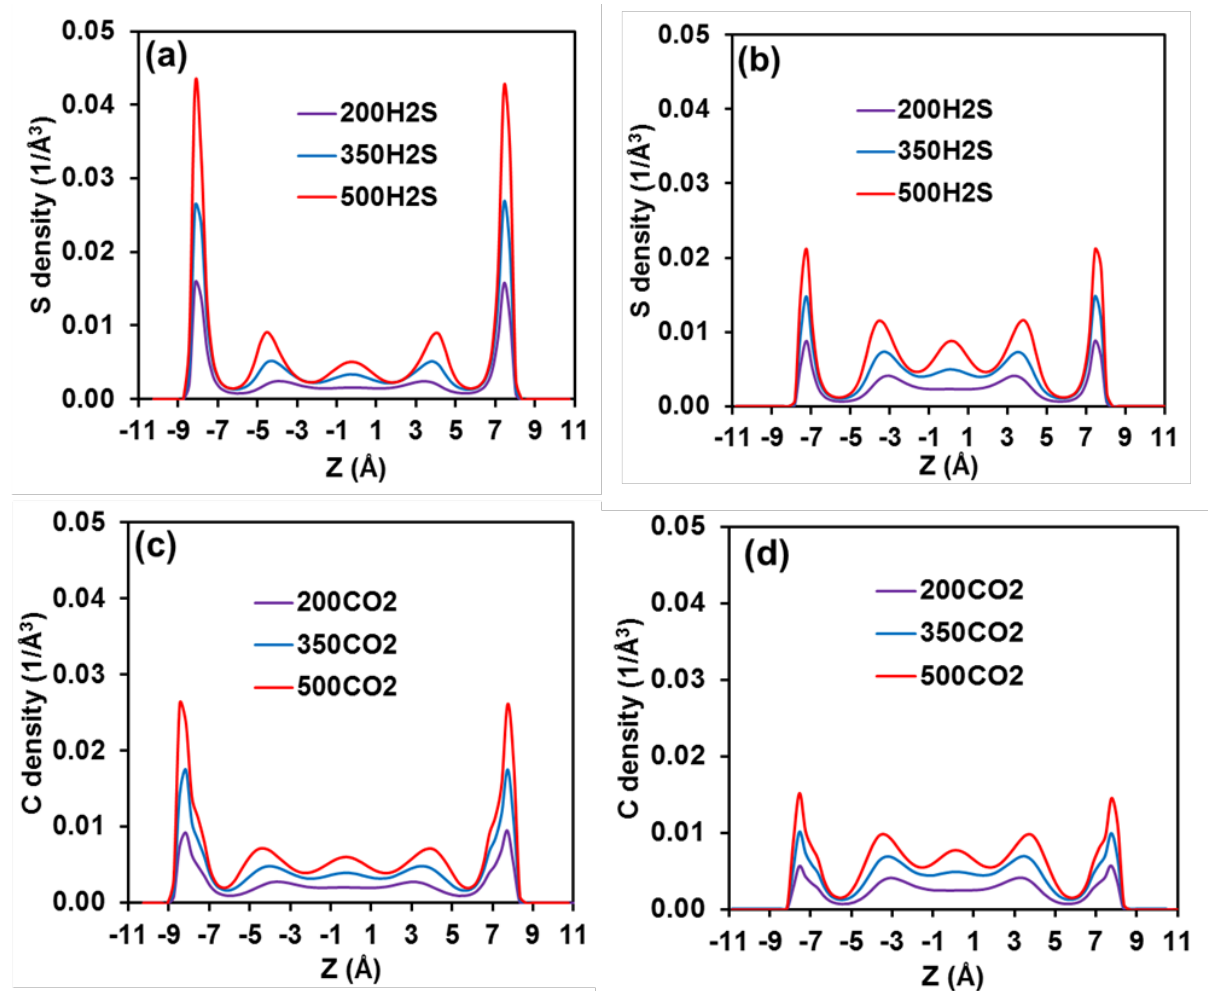 (a)
S density (1/Å³)
0.05
0.04
0.03
0.02
0.01
0.00
200H2S
350H2S
500H2S
-11 -9 -7 -5 -3 -1 1 3 5 7 9 11
Z (Å)
(b)
S density (1/Å³)
0.05
0.04
0.03
0.02
0.01
0.00
200H2S
350H2S
500H2S
-11 -9 -7 -5 -3 -1 1 3 5 7 9 11
Z (Å)
(c)
C density (1/Å³)
0.05
0.04
0.03
0.02
0.01
0.00
200CO2
350CO2
500CO2
-11 -9 -7 -5 -3 -1 1 3 5 7 9 11
Z (Å)
(d)
C density (1/Å³)
0.05
0.04
0.03
0.02
0.01
0.00
200CO2
350CO2
500CO2
-11 -9 -7 -5 -3 -1 1 3 5 7 9 11
Z (Å)